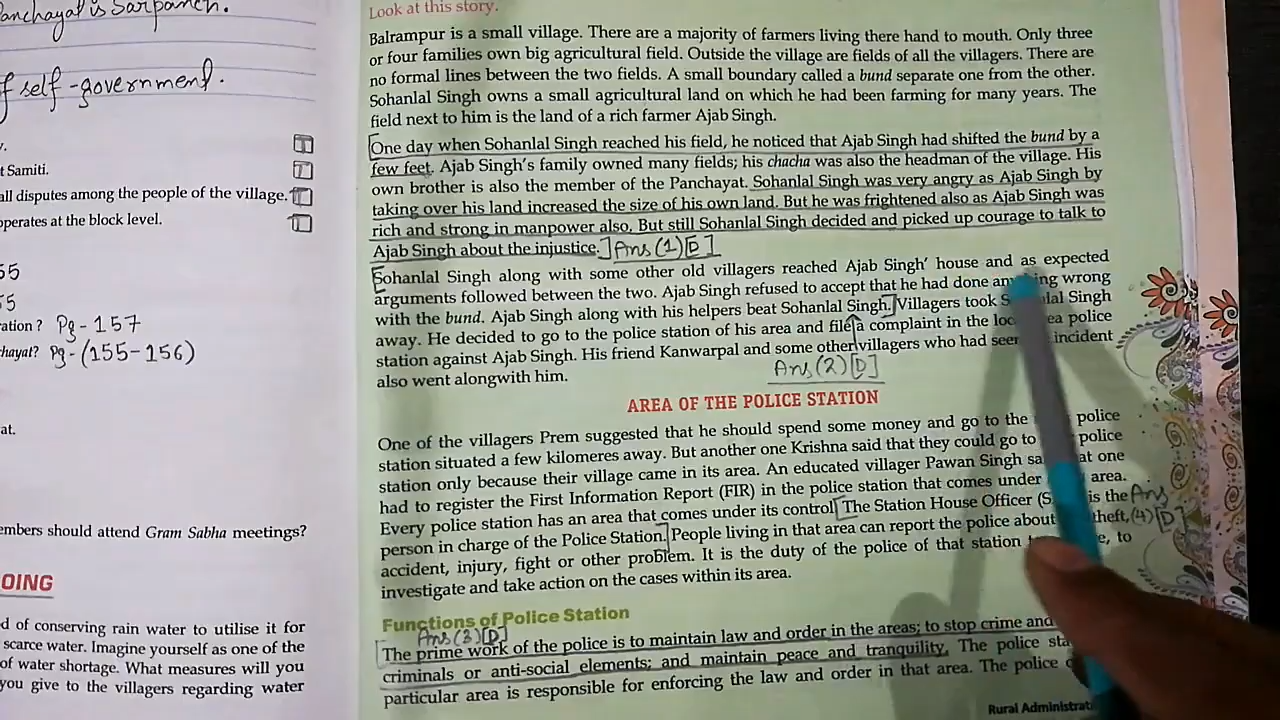 Panchayat is Sarpanch.
f self-government.
t Samiti.
all disputes among the people of the village.
operates at the block level.
55
5
ration ? Pg - 157
chayat? Pg - (155-156)
at.
embers should attend Gram Sabha meetings?
OING
d of conserving rain water to utilise it for
scarce water. Imagine yourself as one of the
of water shortage. What measures will you
you give to the villagers regarding water
Look at this story.
Balrampur is a small village. There are a majority of farmers living there hand to mouth. Only three
or four families own big agricultural field. Outside the village are fields of all the villagers. There are
no formal lines between the two fields. A small boundary called a bund separate one from the other.
Sohanlal Singh owns a small agricultural land on which he had been farming for many years. The
field next to him is the land of a rich farmer Ajab Singh.
[One day when Sohanlal Singh reached his field, he noticed that Ajab Singh had shifted the bund by a
few feet. Ajab Singh's family owned many fields; his chacha was also the headman of the village. His
own brother is also the member of the Panchayat. Sohanlal Singh was very angry as Ajab Singh by
taking over his land increased the size of his own land. But he was frightened also as Ajab Singh was
rich and strong in manpower also. But still Sohanlal Singh decided and picked up courage to talk to
Ajab Singh about the injustice.] Ans (1) [D]
[Sohanlal Singh along with some other old villagers reached Ajab Singh' house and as expected
arguments followed between the two. Ajab Singh refused to accept that he had done wrong
with the bund. Ajab Singh along with his helpers beat Sohanlal Singh.] Villagers took Singh
away. He decided to go to the police station of his area and file a complaint in the police
station against Ajab Singh. His friend Kanwarpal and some other villagers who had incident
also went alongwith him.
Ans (2) [D]
AREA OF THE POLICE STATION
One of the villagers Prem suggested that he should spend some money and go to the police
station situated a few kilomeres away. But another one Krishna said that they could go to police
station only because their village came in its area. An educated villager Pawan Singh at one
had to register the First Information Report (FIR) in the police station that comes under area.
Every police station has an area that comes under its control. [The Station House Officer is the Ans
person in charge of the Police Station.] People living in that area can report the police about theft, (4) [D]
accident, injury, fight or other problem. It is the duty of the police of that station to
investigate and take action on the cases within its area.
Functions of Police Station
Ans (3) [D]
[The prime work of the police is to maintain law and order in the areas; to stop crime and
criminals or anti-social elements; and maintain peace and tranquility. The police
particular area is responsible for enforcing the law and order in that area. The police
Rural Administrat